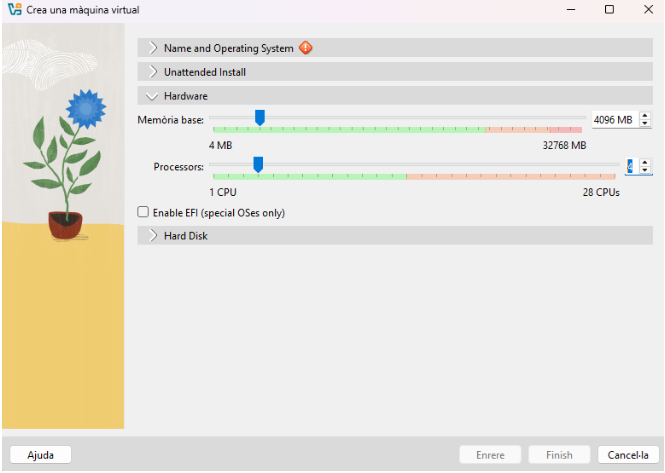 Crea una màquina virtual
Name and Operating System
Unattended Install
Hardware
Memòria base: 4096 MB
4 MB 32768 MB
Processors: 4
1 CPU 28 CPUs
Enable EFI (special OSes only)
Hard Disk
Ajuda Enrere Finish Cancel·la